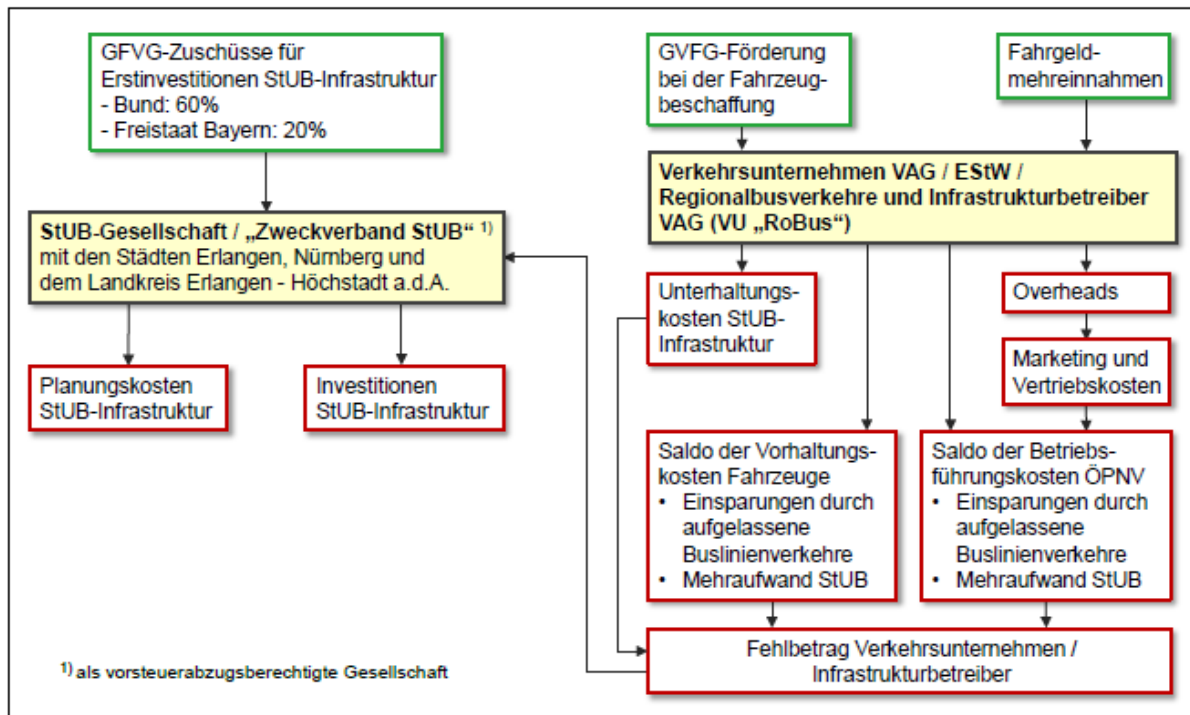 GFVG-Zuschüsse für
Erstinvestitionen StUB-Infrastruktur
- Bund: 60%
- Freistaat Bayern: 20%
GVFG-Förderung
bei der Fahrzeug-
beschaffung
Fahrgeld-
mehreinnahmen
Verkehrsunternehmen VAG / EStW /
Regionalbusverkehre und Infrastrukturbetreiber
VAG (VU „RoBus“)
StUB-Gesellschaft / „Zweckverband StUB“ 1)
mit den Städten Erlangen, Nürnberg und
dem Landkreis Erlangen - Höchstadt a.d.A.
Unterhaltungs-
kosten StUB-
Infrastruktur
Overheads
Marketing und
Vertriebskosten
Planungskosten
StUB-Infrastruktur
Investitionen
StUB-Infrastruktur
Saldo der Vorhaltungs-
kosten Fahrzeuge
• Einsparungen durch
aufgelassene
Buslinienverkehre
• Mehraufwand StUB
Saldo der Betriebs-
führungskosten ÖPNV
• Einsparungen durch
aufgelassene
Buslinienverkehre
• Mehraufwand StUB
Fehlbetrag Verkehrsunternehmen /
Infrastrukturbetreiber
1) als vorsteuerabzugsberechtigte Gesellschaft